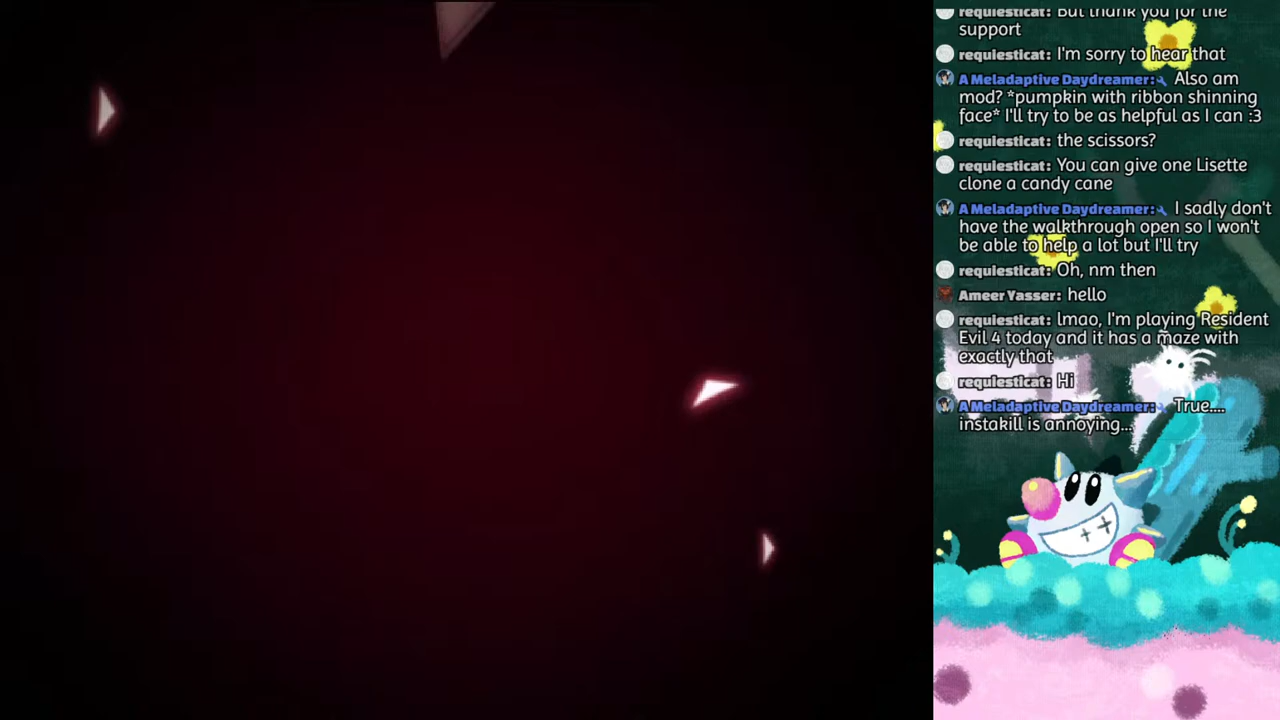 requiesticat: But thank you for the
support
requiesticat: I'm sorry to hear that
A Meladaptive Daydreamer: Also am
mod? *pumpkin with ribbon shinning
face* I'll try to be as helpful as I can :3
requiesticat: the scissors?
requiesticat: You can give one Lisette
clone a candy cane
A Meladaptive Daydreamer: I sadly don't
have the walkthrough open so I won't
be able to help a lot but I'll try
requiesticat: Oh, nm then
Ameer Yasser: hello
requiesticat: lmao, I'm playing Resident
Evil 4 today and it has a maze with
exactly that
requiesticat: Hi
A Meladaptive Daydreamer: True....
instakill is annoying...